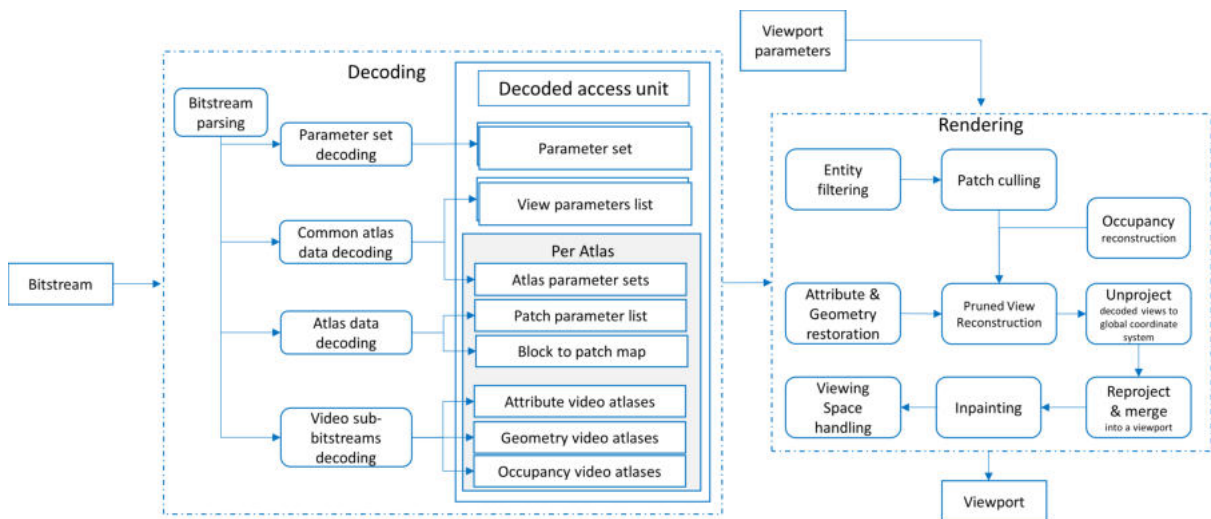 Viewport
parameters
Decoding
Decoded access unit
Bitstream
parsing
Parameter set
decoding
Parameter set
View parameters list
Common atlas
data decoding
Per Atlas
Atlas parameter sets
Bitstream
Atlas data
decoding
Patch parameter list
Block to patch map
Video sub-
bitstreams
decoding
Attribute video atlases
Geometry video atlases
Occupancy video atlases
Rendering
Entity
filtering
Patch culling
Occupancy
reconstruction)
Attribute &
Geometry
restoration
Pruned View
Reconstruction
Unproject
decoded views to
global coordinate
system)
Reproject
& merge
into a viewport)
Inpainting
Viewing
Space
handling
Viewport